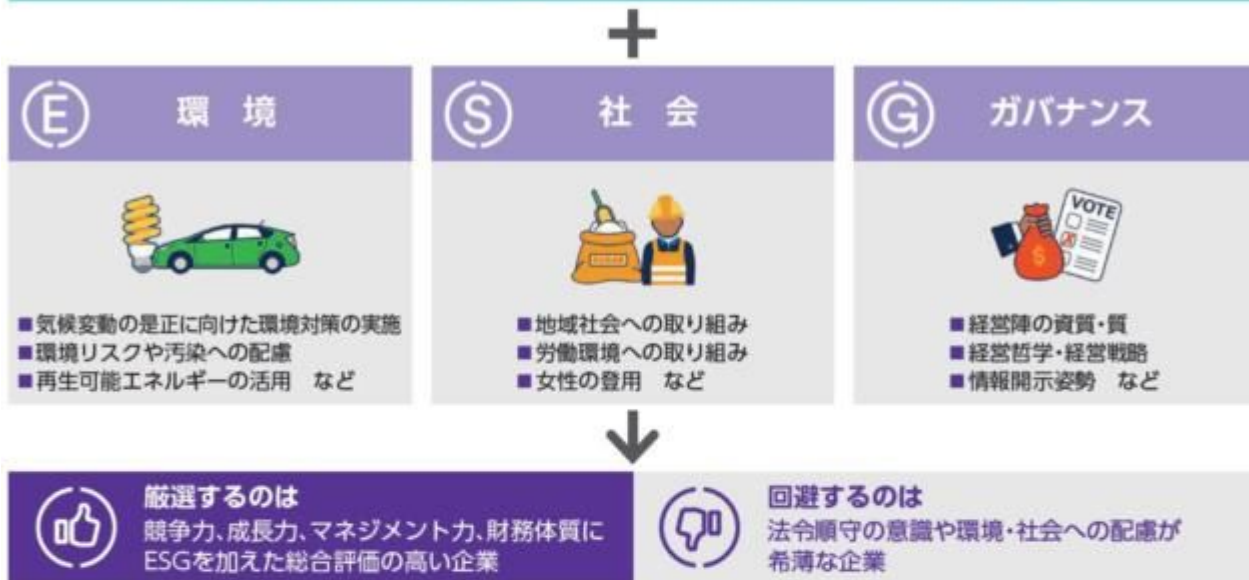 +
E 環 境
S 社 会
G ガバナンス
VOTE
$
■気候変動の是正に向けた環境対策の実施
■環境リスクや汚染への配慮
■再生可能エネルギーの活用 など
■地域社会への取り組み
■労働環境への取り組み
■女性の登用 など
■経営陣の資質・質
■経営哲学・経営戦略
■情報開示姿勢 など
厳選するのは
競争力、成長力、マネジメント力、財務体質に
ESGを加えた総合評価の高い企業
回避するのは
法令順守の意識や環境・社会への配慮が
希薄な企業